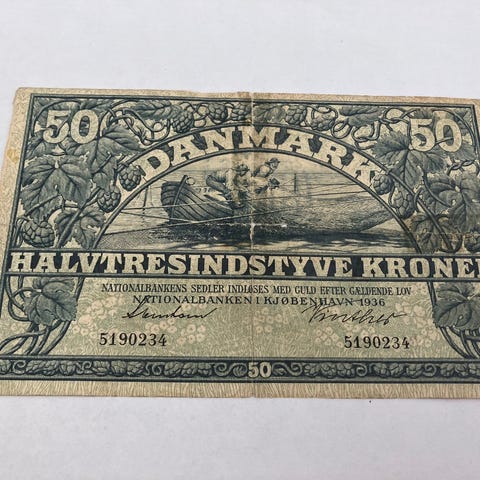 50 50
DANMARK
HALVTRESINDSTYVE KRONER
NATIONALBANKENS SEDLER INDLØSES MED GULD EFTER GÆLDENDE LOV
NATIONALBANKEN I KJØBENHAVN 1936
5190234 5190234
50